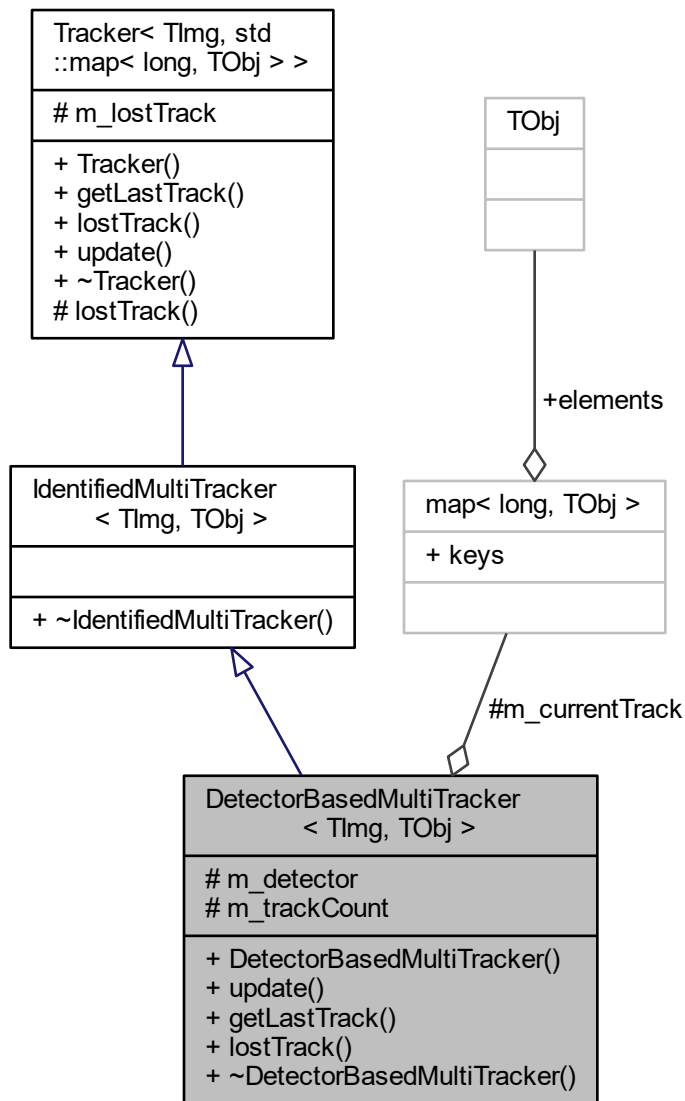 Tracker< TImg, std
::map< long, TObj > >
# m_lostTrack
+ Tracker()
+ getLastTrack()
+ lostTrack()
+ update()
+ ~Tracker()
# lostTrack()
TObj
+elements
IdentifiedMultiTracker
< TImg, TObj >
+ ~IdentifiedMultiTracker()
map< long, TObj >
+ keys
#m_currentTrack
DetectorBasedMultiTracker
< TImg, TObj >
# m_detector
# m_trackCount
+ DetectorBasedMultiTracker()
+ update()
+ getLastTrack()
+ lostTrack()
+ ~DetectorBasedMultiTracker()